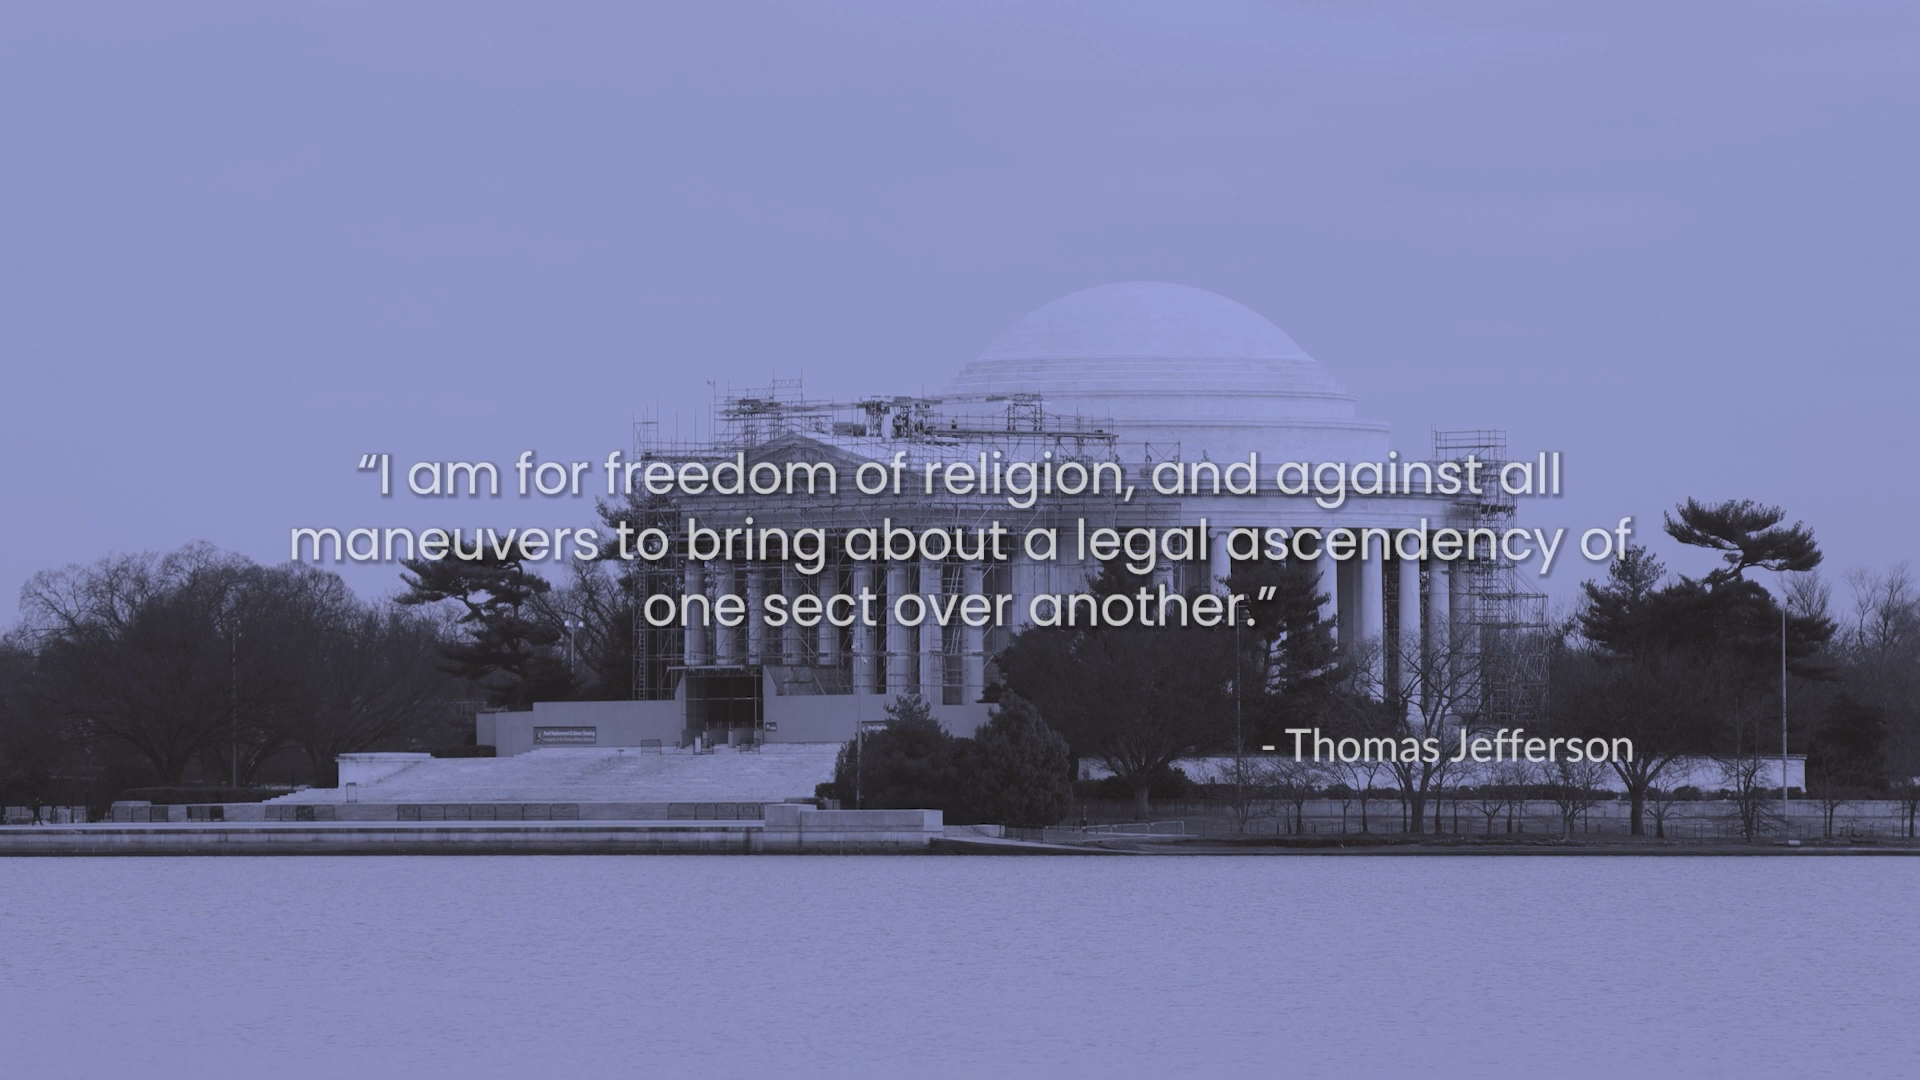 “I am for freedom of religion, and against all
maneuvers to bring about a legal ascendency of
one sect over another.”
- Thomas Jefferson